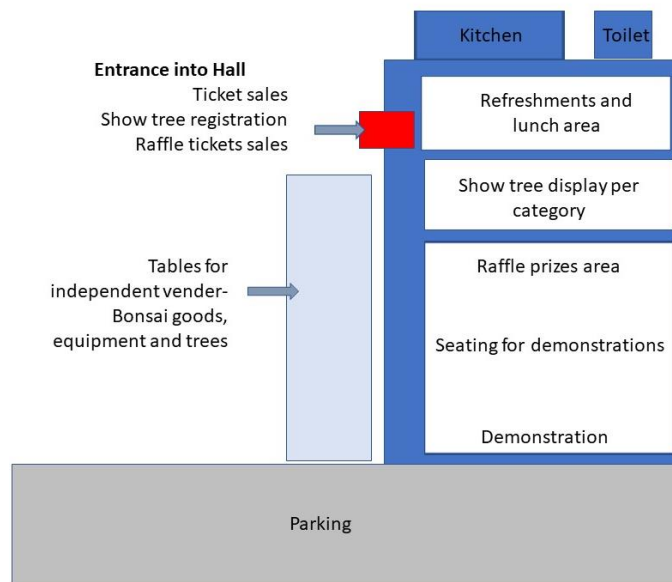 Kitchen
Toilet
Entrance into Hall
Ticket sales
Show tree registration
Raffle tickets sales
Refreshments and
lunch area
Show tree display per
category
Tables for
independent vender-
Bonsai goods,
equipment and trees
Raffle prizes area
Seating for demonstrations
Demonstration
Parking